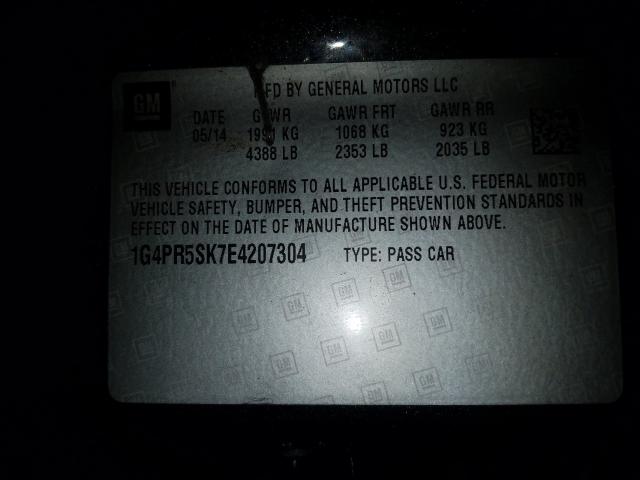 GM
MFD BY GENERAL MOTORS LLC
DATE GVWR GAWR FRT GAWR RR
05/14 1991 KG 1068 KG 923 KG
4388 LB 2353 LB 2035 LB
THIS VEHICLE CONFORMS TO ALL APPLICABLE U.S. FEDERAL MOTOR
VEHICLE SAFETY, BUMPER, AND THEFT PREVENTION STANDARDS IN
EFFECT ON THE DATE OF MANUFACTURE SHOWN ABOVE.
1G4PR5SK7E4207304 TYPE: PASS CAR